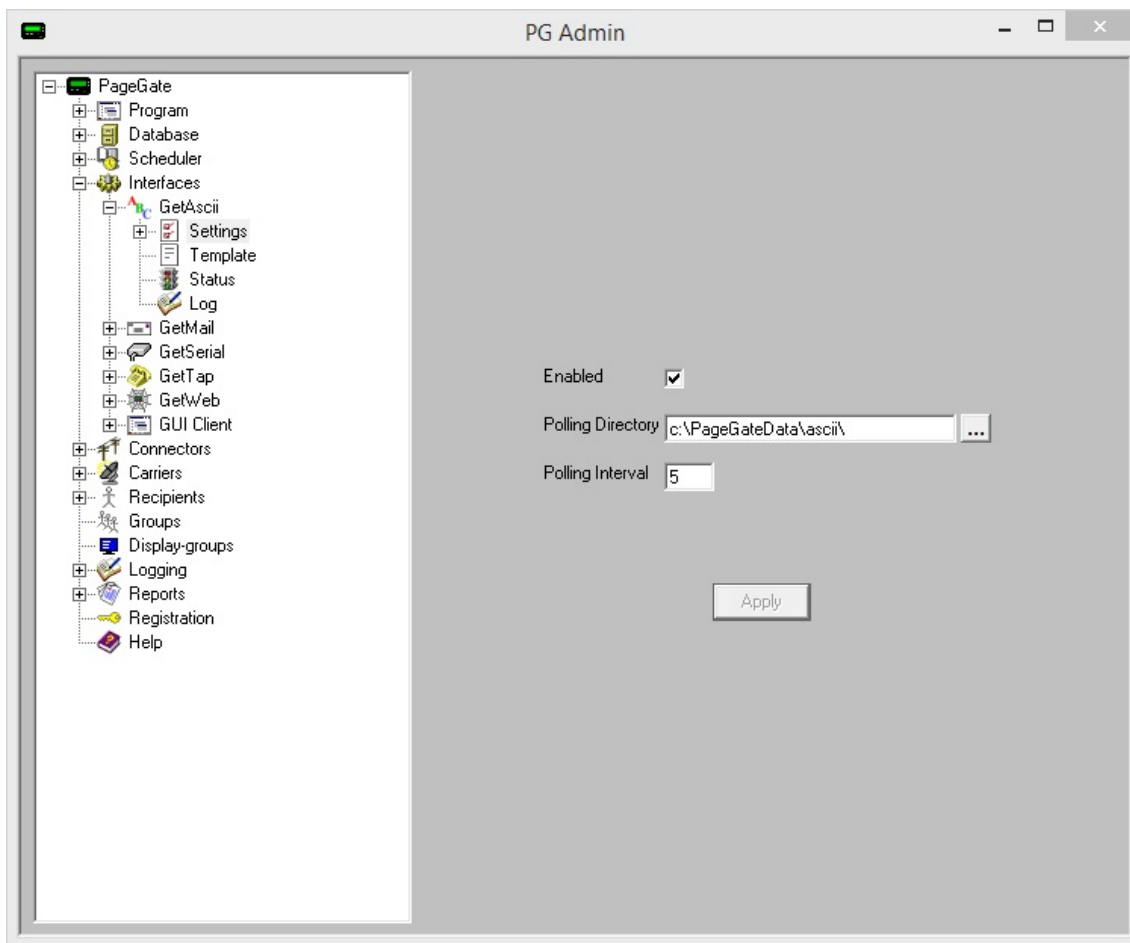 PG Admin
PageGate
Program
Database
Scheduler
Interfaces
GetAscii
Settings
Template
Status
Log
GetMail
GetSerial
GetTap
GetWeb
GUI Client
Connectors
Carriers
Recipients
Groups
Display-groups
Logging
Reports
Registration
Help
Enabled
Polling Directory c:\PageGateData\ascii\ ...
Polling Interval 5
Apply